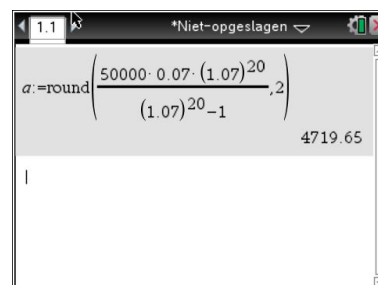 1.1 *Niet-opgeslagen
a:=round(50000·0.07·(1.07)^20/(1.07)^20−1,2)
4719.65